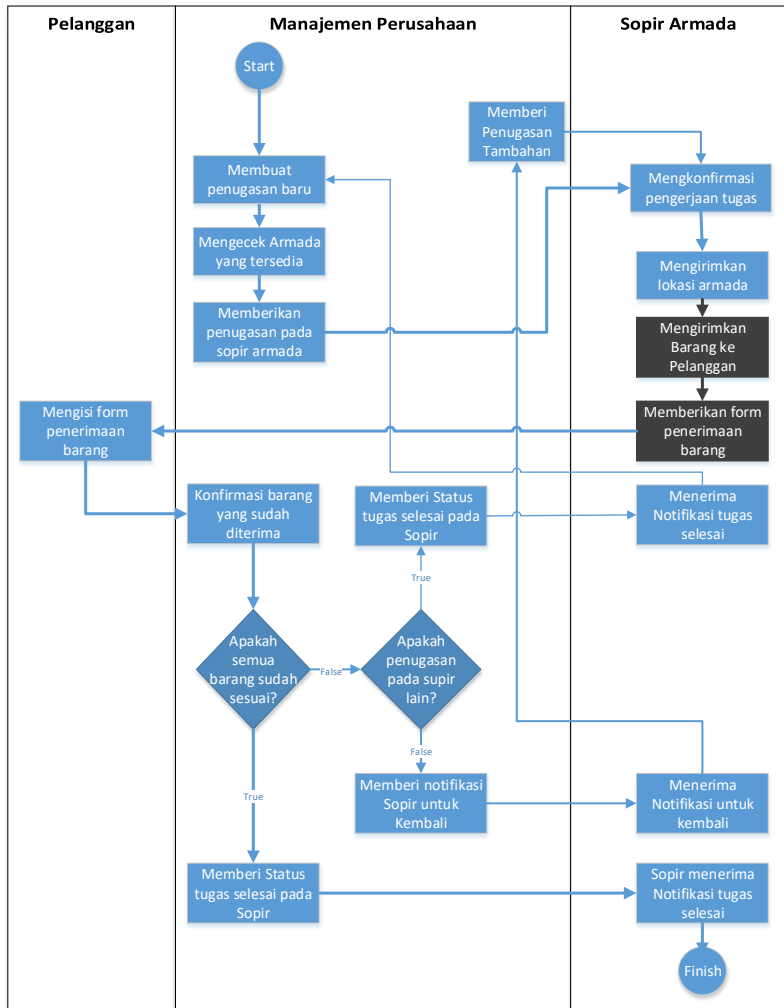 Pelanggan
Manajemen Perusahaan
Sopir Armada
Start
Memberi
Penugasan
Tambahan
Membuat
penugasan baru
Mengkonfirmasi
pengerjaan tugas
Mengecek Armada
yang tersedia
Mengirimkan
lokasi armada
Memberikan
penugasan pada
sopir armada
Mengirimkan
Barang ke
Pelanggan
Mengisi form
penerimaan
barang
Memberikan form
penerimaan
barang
Konfirmasi barang
yang sudah
diterima
Memberi Status
tugas selesai pada
Sopir
Menerima
Notifikasi tugas
selesai
True
Apakah
semua
barang sudah
sesuai?
False
Apakah
penugasan
pada supir
lain?
False
True
Memberi notifikasi
Sopir untuk
Kembali
Menerima
Notifikasi untuk
kembali
Memberi Status
tugas selesai pada
Sopir
Sopir menerima
Notifikasi tugas
selesai
Finish